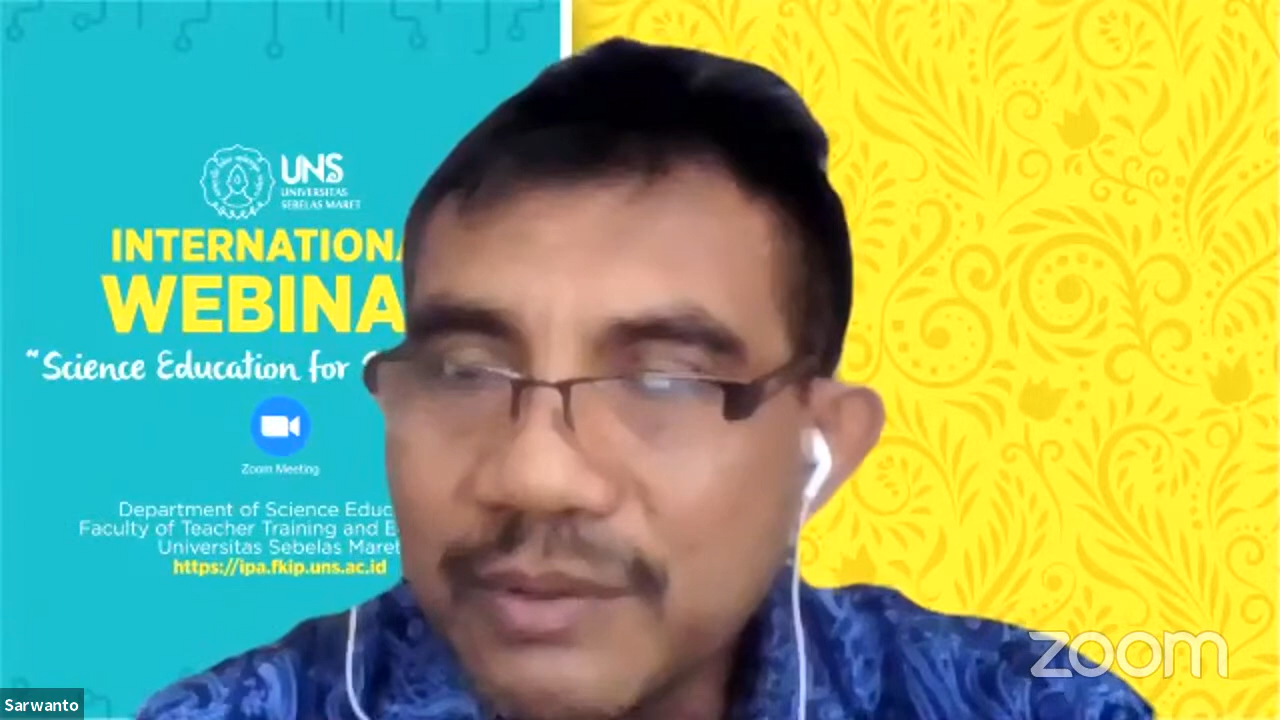 UNS
UNIVERSITAS
SEBELAS MARET
INTERNATIONA
WEBINA
"Science Education for
Zoom Meeting
Department of Science Educ
Faculty of Teacher Training and E
Universitas Sebelas Maret
https://ipa.fkip.uns.ac.id
zoom
Sarwanto